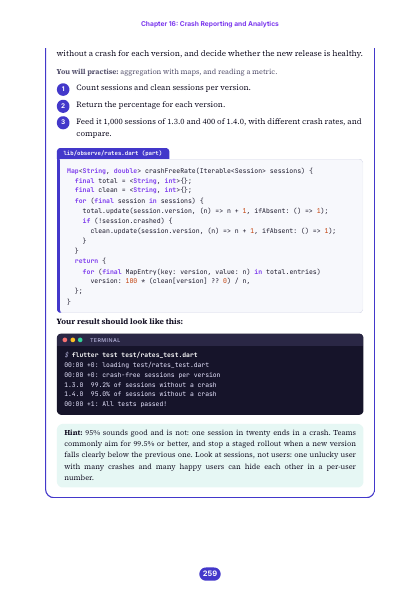 Chapter 16: Crash Reporting and Analytics
without a crash for each version, and decide whether the new release is healthy.
You will practise: aggregation with maps, and reading a metric.
1 Count sessions and clean sessions per version.
2 Return the percentage for each version.
3 Feed it 1,000 sessions of 1.3.0 and 400 of 1.4.0, with different crash rates, and
compare.
lib/observe/rates.dart (part)
Map<String, double> crashFreeRate(Iterable<Session> sessions) {
  final total = <String, int>{};
  final clean = <String, int>{};
  for (final session in sessions) {
    total.update(session.version, (n) => n + 1, ifAbsent: () => 1);
    if (!session.crashed) {
      clean.update(session.version, (n) => n + 1, ifAbsent: () => 1);
    }
  }
  return {
    for (final MapEntry(key: version, value: n) in total.entries)
      version: 100 * (clean[version] ?? 0) / n,
  };
}
Your result should look like this:
TERMINAL
$ flutter test test/rates_test.dart
00:00 +0: loading test/rates_test.dart
00:00 +0: crash-free sessions per version
1.3.0  99.2% of sessions without a crash
1.4.0  95.0% of sessions without a crash
00:00 +1: All tests passed!
Hint: 95% sounds good and is not: one session in twenty ends in a crash. Teams
commonly aim for 99.5% or better, and stop a staged rollout when a new version
falls clearly below the previous one. Look at sessions, not users: one unlucky user
with many crashes and many happy users can hide each other in a per-user
number.
259